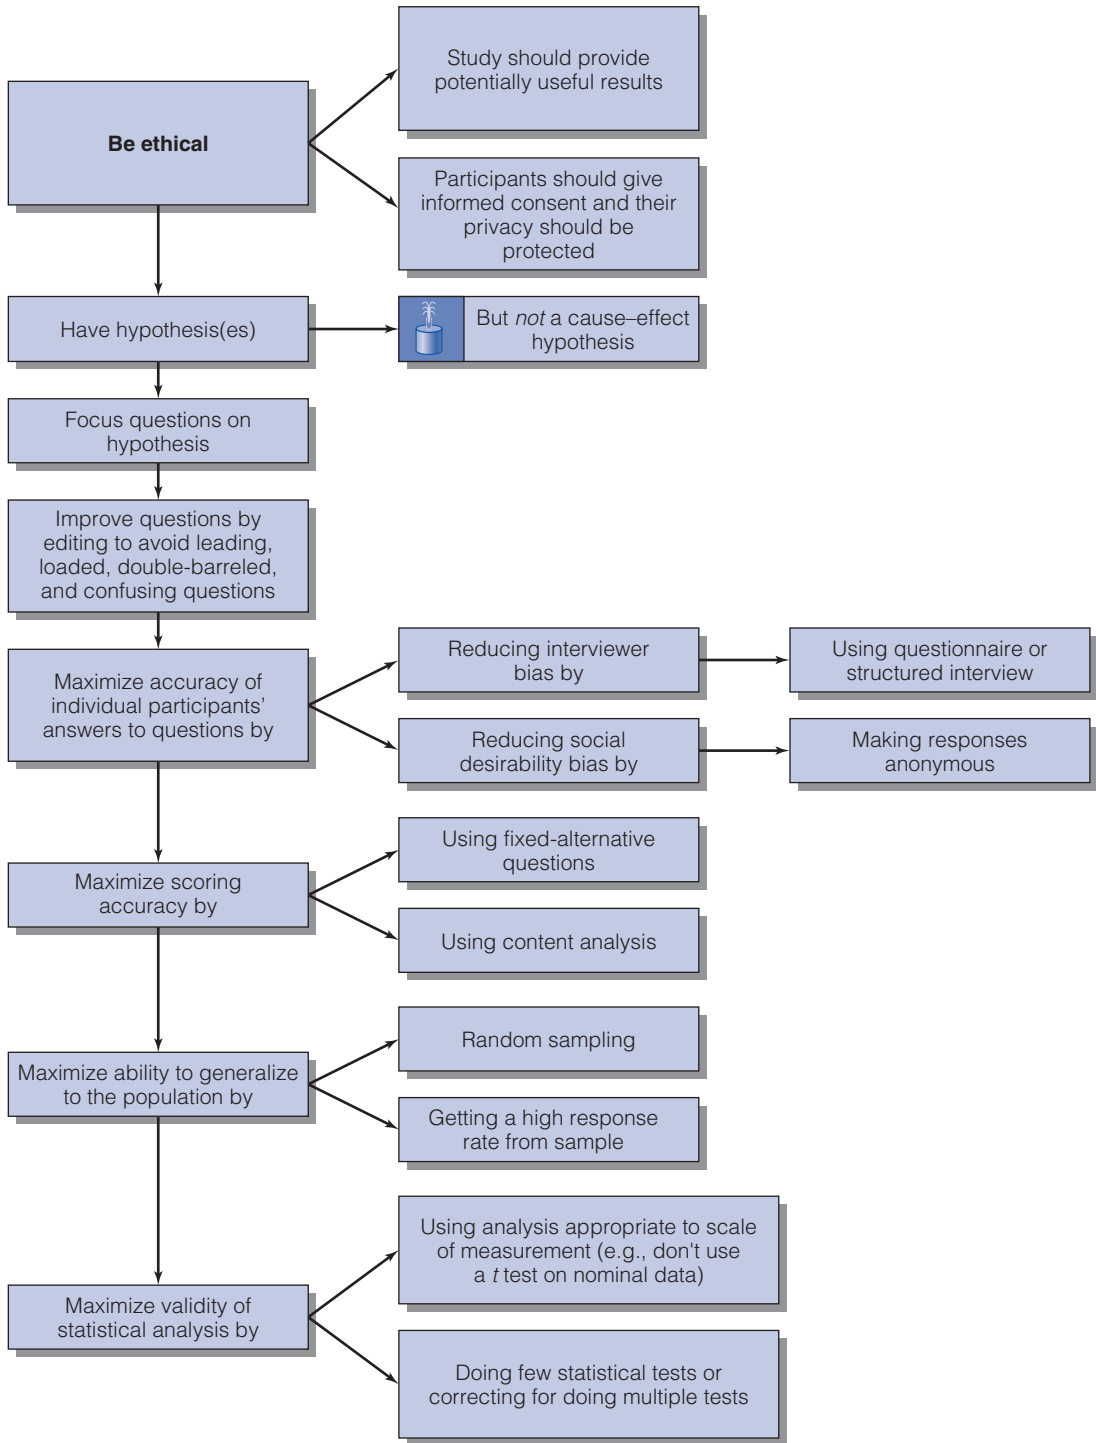 Study should provide
potentially useful results
Be ethical
Participants should give
informed consent and their
privacy should be
protected
Have hypothesis(es)
But not a cause–effect
hypothesis
Focus questions on
hypothesis
Improve questions by
editing to avoid leading,
loaded, double-barreled,
and confusing questions
Maximize accuracy of
individual participants’
answers to questions by
Reducing interviewer
bias by
Using questionnaire or
structured interview
Reducing social
desirability bias by
Making responses
anonymous
Maximize scoring
accuracy by
Using fixed-alternative
questions
Using content analysis
Maximize ability to generalize
to the population by
Random sampling
Getting a high response
rate from sample
Maximize validity of
statistical analysis by
Using analysis appropriate to scale
of measurement (e.g., don't use
a t test on nominal data)
Doing few statistical tests or
correcting for doing multiple tests